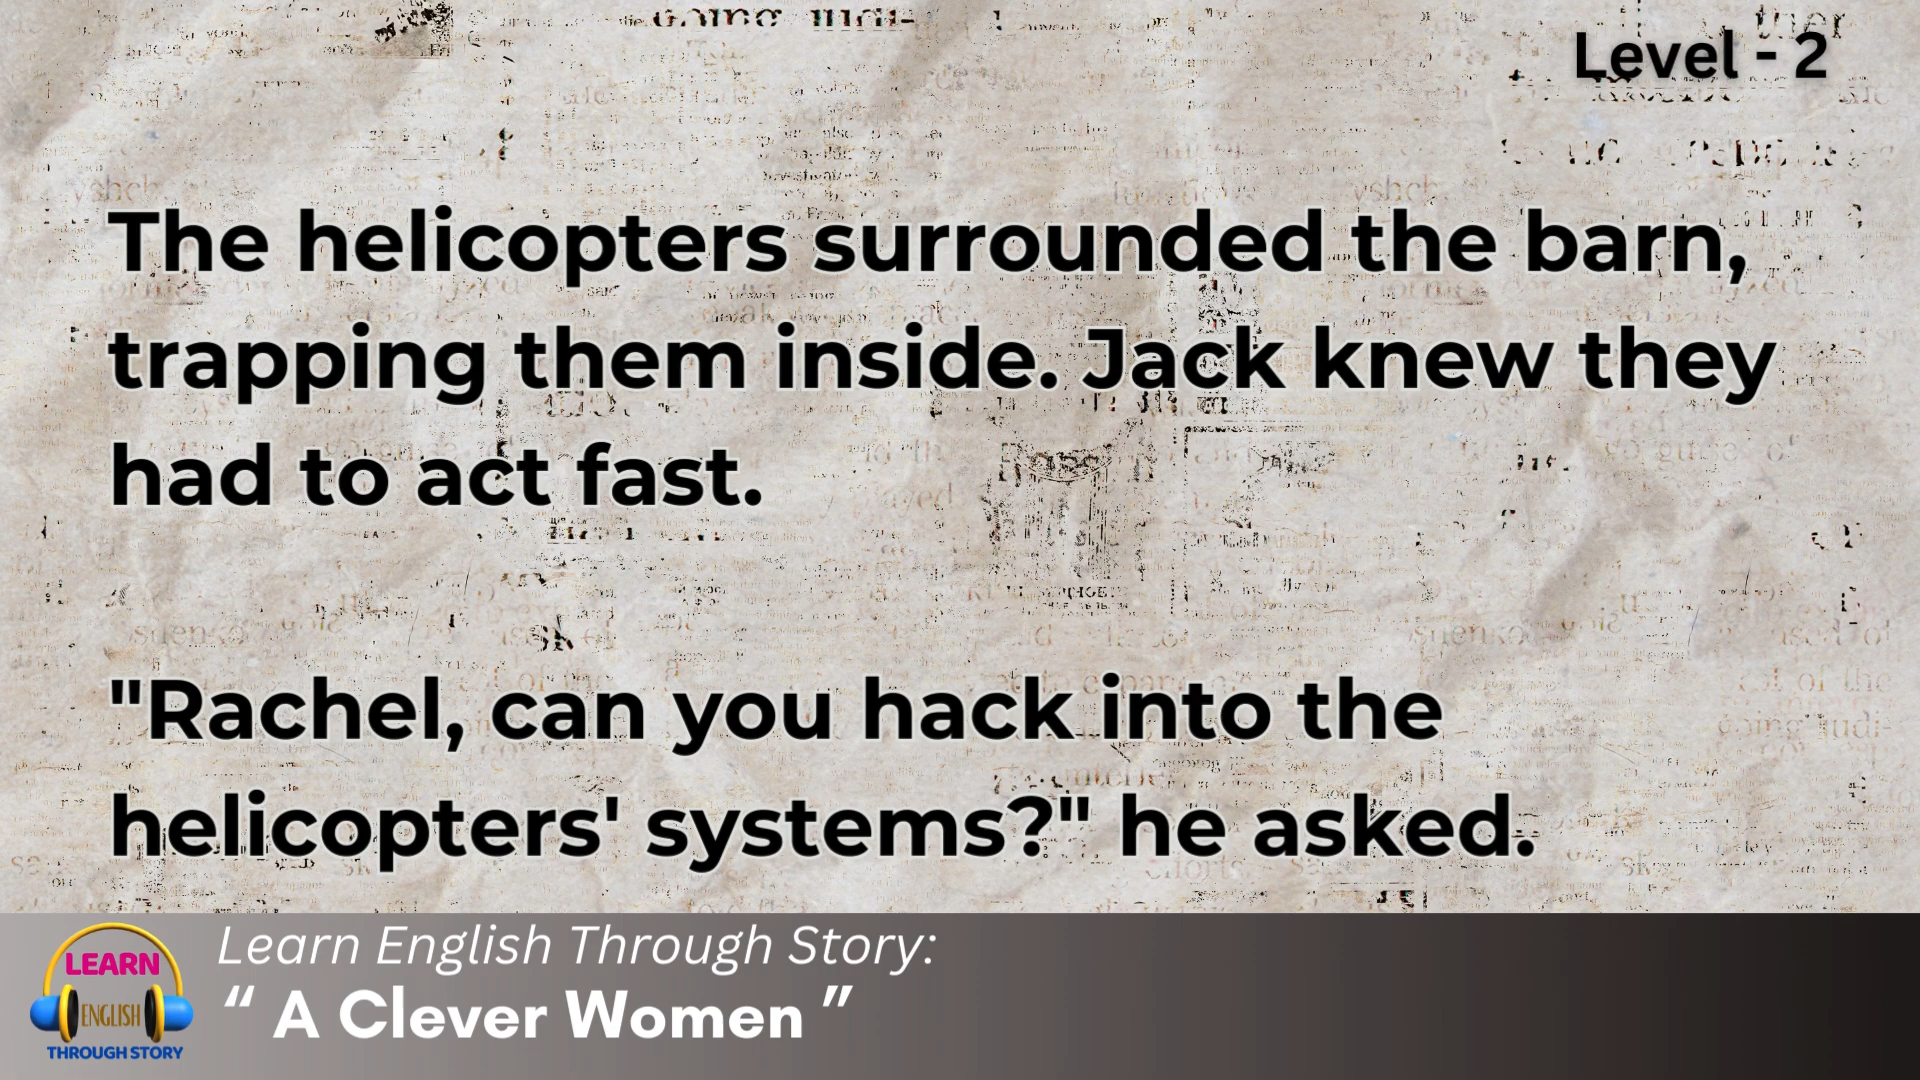 Level - 2
The helicopters surrounded the barn,
trapping them inside. Jack knew they
had to act fast.
"Rachel, can you hack into the
helicopters' systems?" he asked.
Learn English Through Story:
“ A Clever Women ”
LEARN
ENGLISH
THROUGH STORY